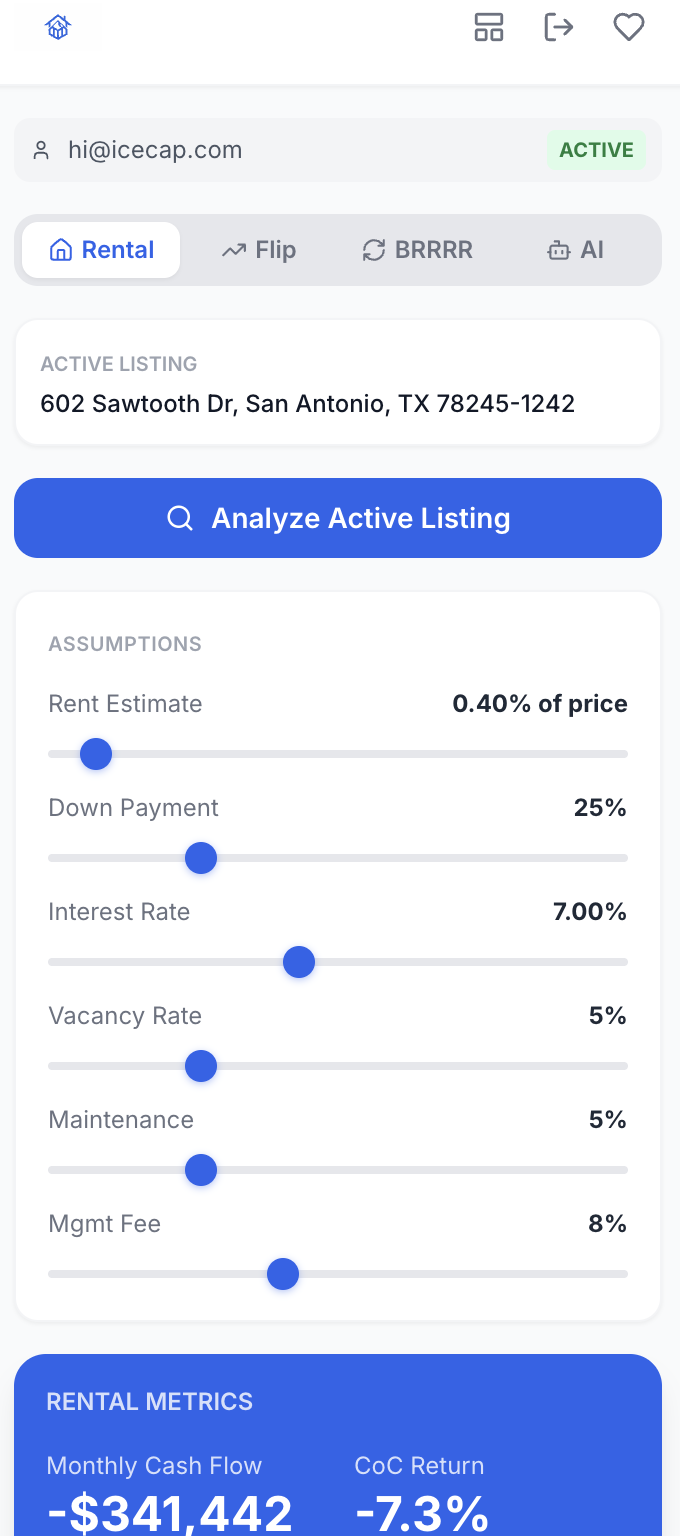 hi@icecap.com
ACTIVE
Rental
Flip
BRRRR
AI
ACTIVE LISTING
602 Sawtooth Dr, San Antonio, TX 78245-1242
Analyze Active Listing
ASSUMPTIONS
Rent Estimate
0.40% of price
Down Payment
25%
Interest Rate
7.00%
Vacancy Rate
5%
Maintenance
5%
Mgmt Fee
8%
RENTAL METRICS
Monthly Cash Flow
CoC Return
-$341,442
-7.3%